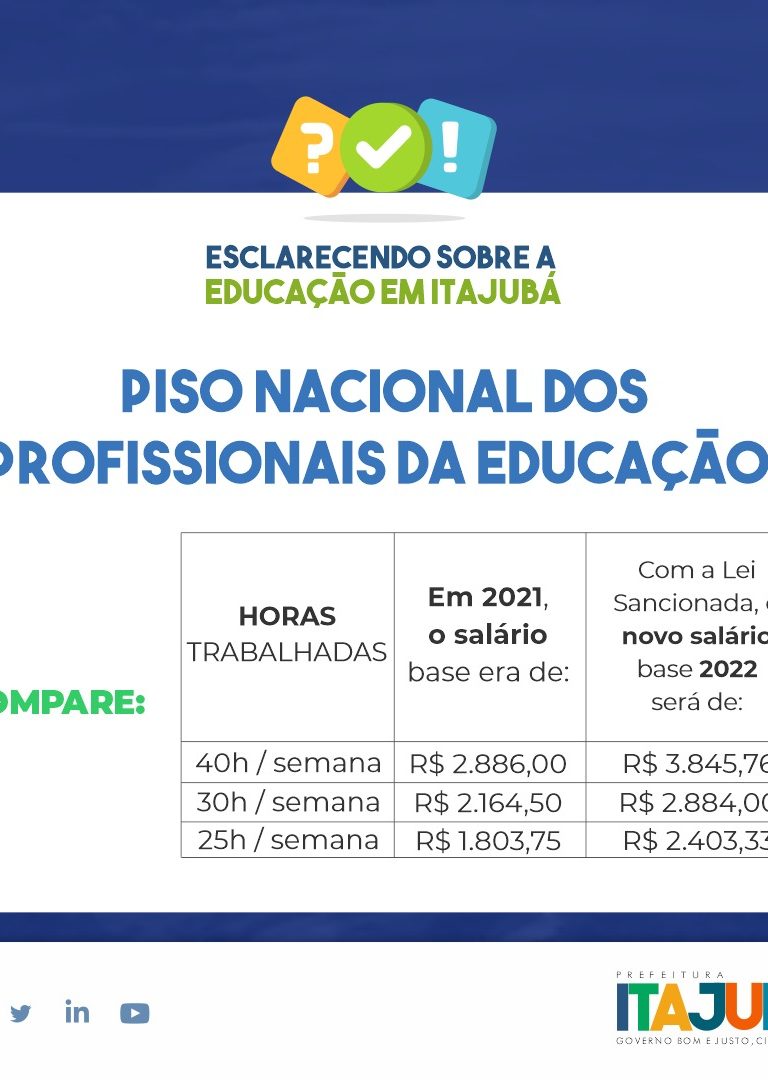 ? !
ESCLARECENDO SOBRE A
EDUCAÇÃO EM ITAJUBÁ
PISO NACIONAL DOS
PROFISSIONAIS DA EDUCAÇÃO
HORAS
TRABALHADAS
Em 2021,
o salário
base era de:
Com a Lei
Sancionada, o
novo salário
base 2022
será de:
OMPARE:
40h / semana R$ 2.886,00 R$ 3.845,76
30h / semana R$ 2.164,50 R$ 2.884,00
25h / semana R$ 1.803,75 R$ 2.403,33
in
PREFEITURA
ITAJU
GOVERNO BOM E JUSTO, CI